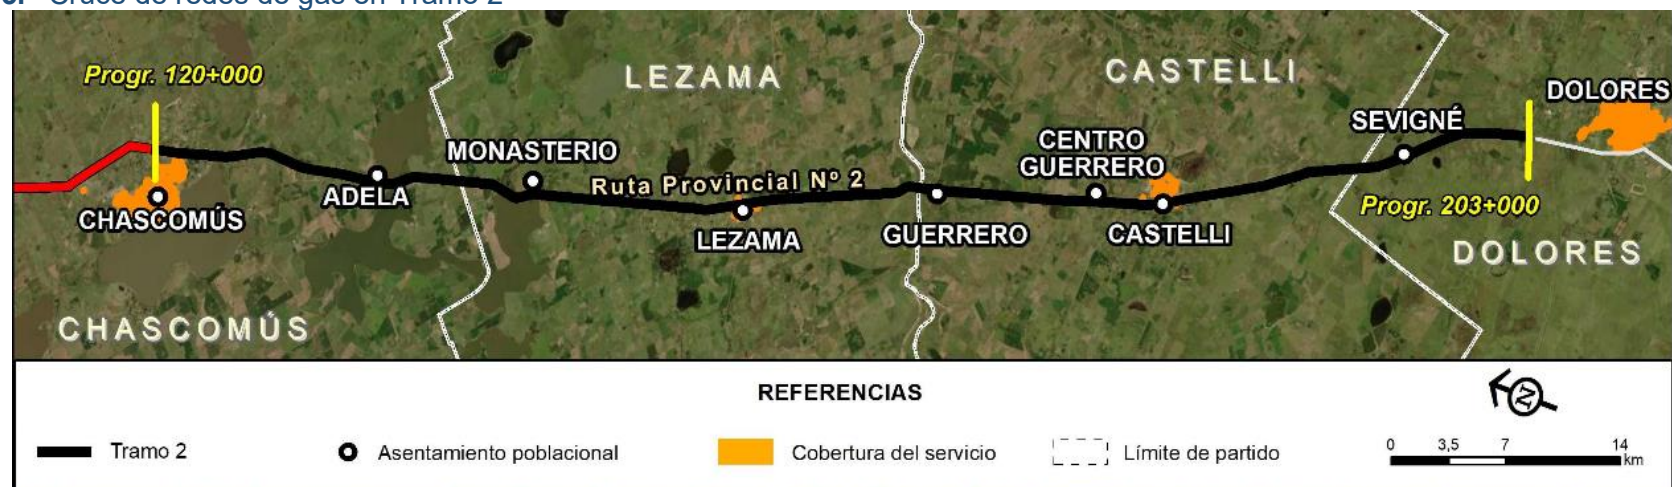 Cruce de redes de gas en Tramo 2
Progr. 120+000
LEZAMA
CASTELLI
DOLORES
SEVIGNÉ
CENTRO
GUERRERO
MONASTERIO
Ruta Provincial Nº 2
ADELA
CHASCOMÚS
LEZAMA
GUERRERO
CASTELLI
Progr. 203+000
DOLORES
CHASCOMÚS
REFERENCIAS
N
Tramo 2
Asentamiento poblacional
Cobertura del servicio
Límite de partido
0 3,5 7 14
km